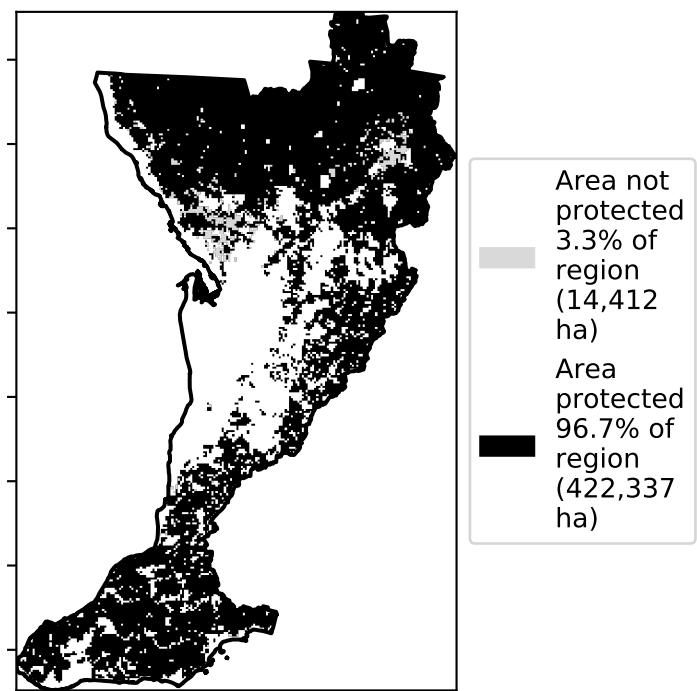 Area not
protected
3.3% of
region
(14,412
ha)
Area
protected
96.7% of
region
(422,337
ha)